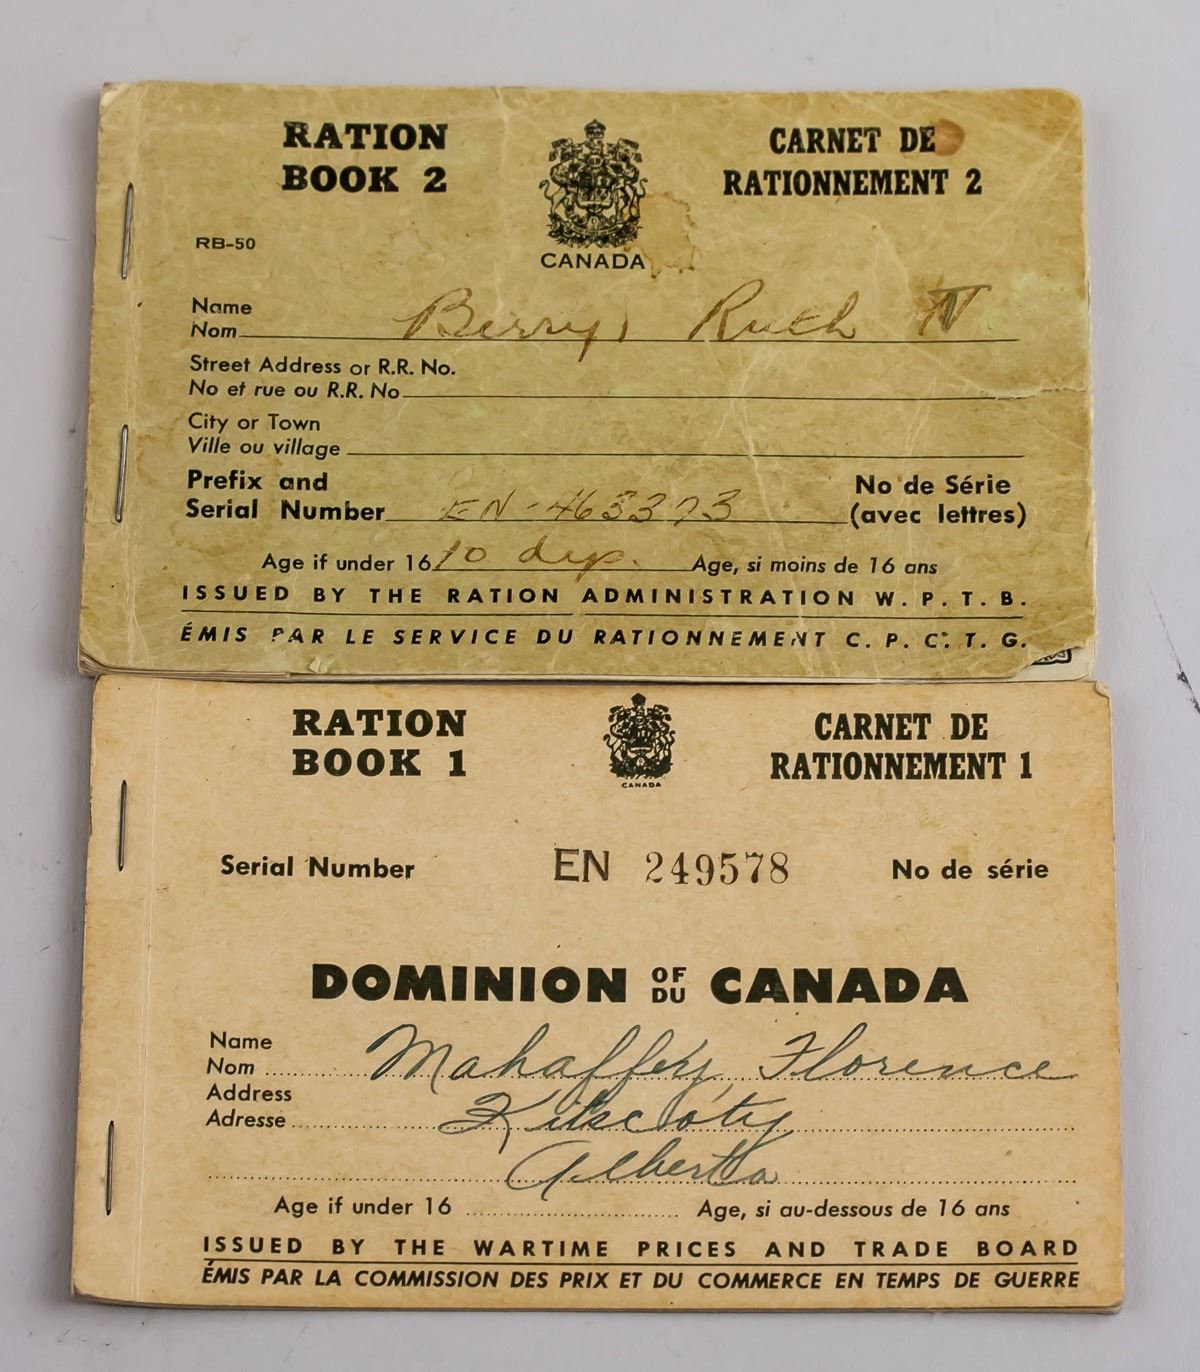 RATION BOOK 2
CANADA
CARNET DE RATIONNEMENT 2
RB-50
Name
Nom Berry, Ruth
Street Address or R.R. No.
No et rue ou R.R. No
City or Town
Ville ou village
Prefix and No de Série
Serial Number EN-463373 (avec lettres)
Age if under 16 10 Age, si moins de 16 ans
ISSUED BY THE RATION ADMINISTRATION W. P. T. B.
ÉMIS PAR LE SERVICE DU RATIONNEMENT C. P. C. T. G.
RATION BOOK 1
CANADA
CARNET DE RATIONNEMENT 1
Serial Number EN 249578 No de série
DOMINION OF DU CANADA
Name
Nom Mahaffey, Florence
Address
Adresse Kitscoty
Alberta
Age if under 16 Age, si au-dessous de 16 ans
ISSUED BY THE WARTIME PRICES AND TRADE BOARD
ÉMIS PAR LA COMMISSION DES PRIX ET DU COMMERCE EN TEMPS DE GUERRE